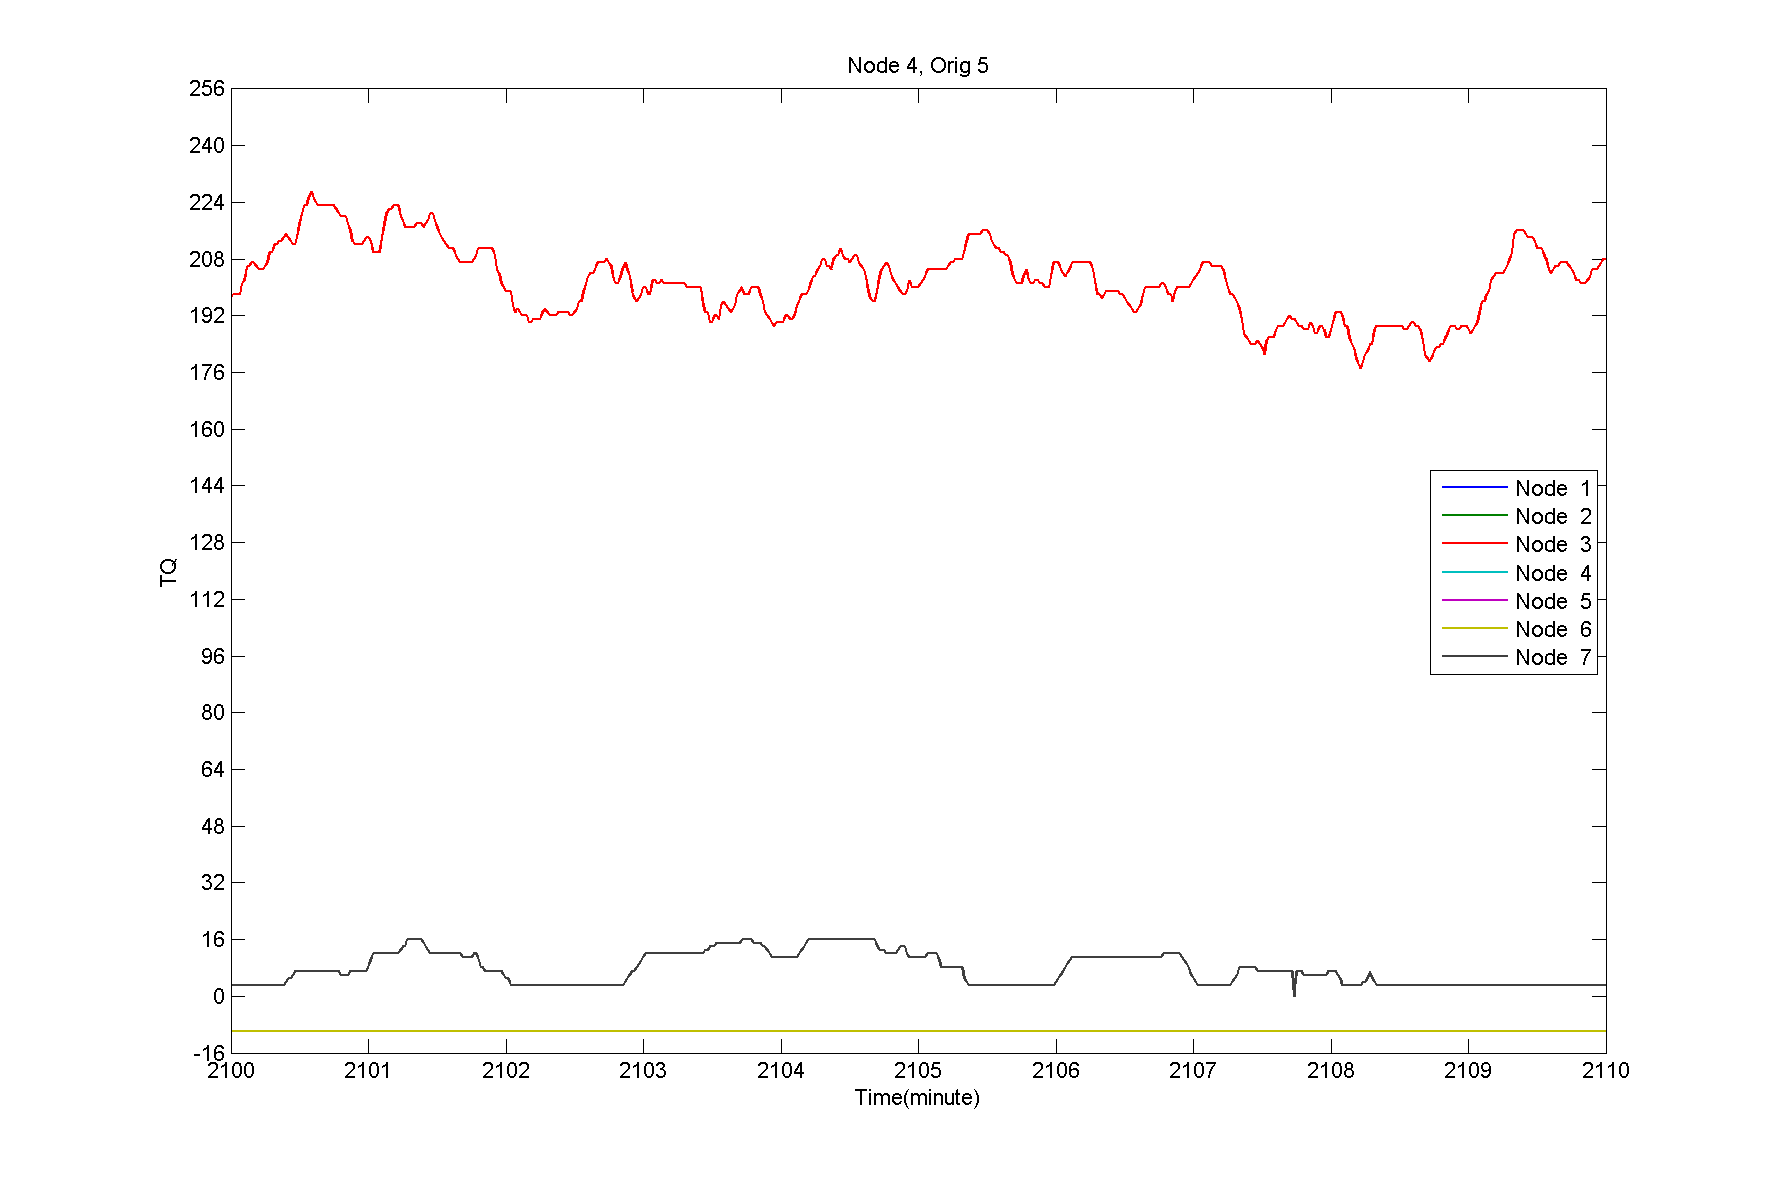 Node 4, Orig 5
256
240
224
208
192
176
160
144
128
112
96
80
64
48
32
16
0
-16
TQ
Node 1
Node 2
Node 3
Node 4
Node 5
Node 6
Node 7
2100 2101 2102 2103 2104 2105 2106 2107 2108 2109 2110
Time(minute)